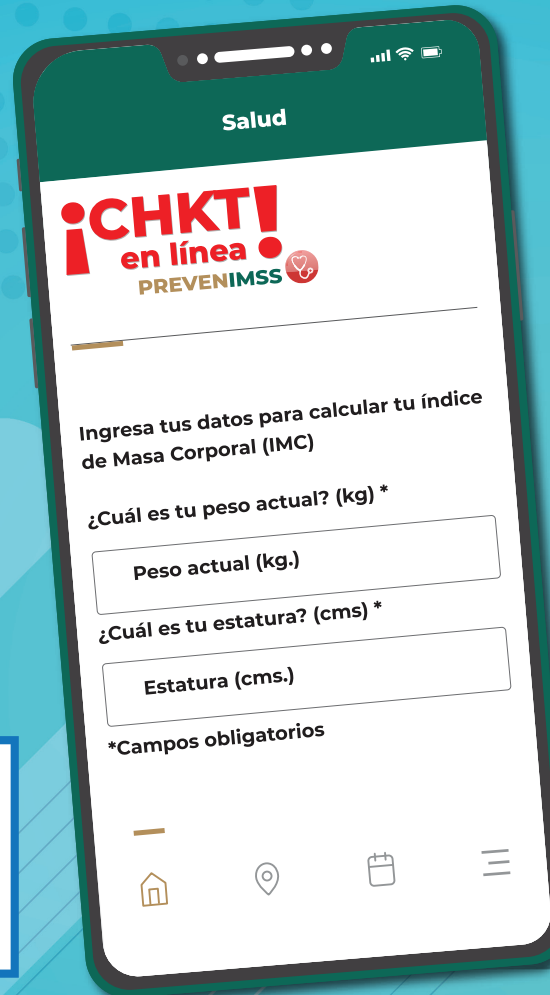 Salud
¡CHKT!
en línea
PREVENIMSS
Ingresa tus datos para calcular tu índice
de Masa Corporal (IMC)
¿Cuál es tu peso actual? (kg) *
Peso actual (kg.)
¿Cuál es tu estatura? (cms) *
Estatura (cms.)
*Campos obligatorios